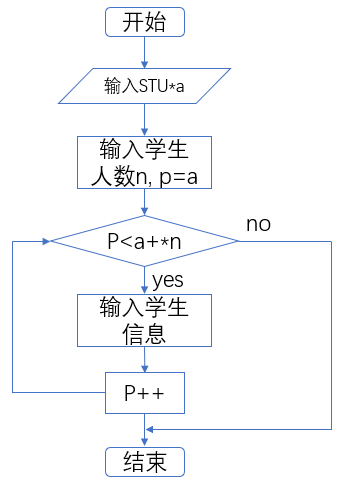 开始
输入STU*a
输入学生
人数n, p=a
P<a+*n
no
yes
输入学生
信息
P++
结束